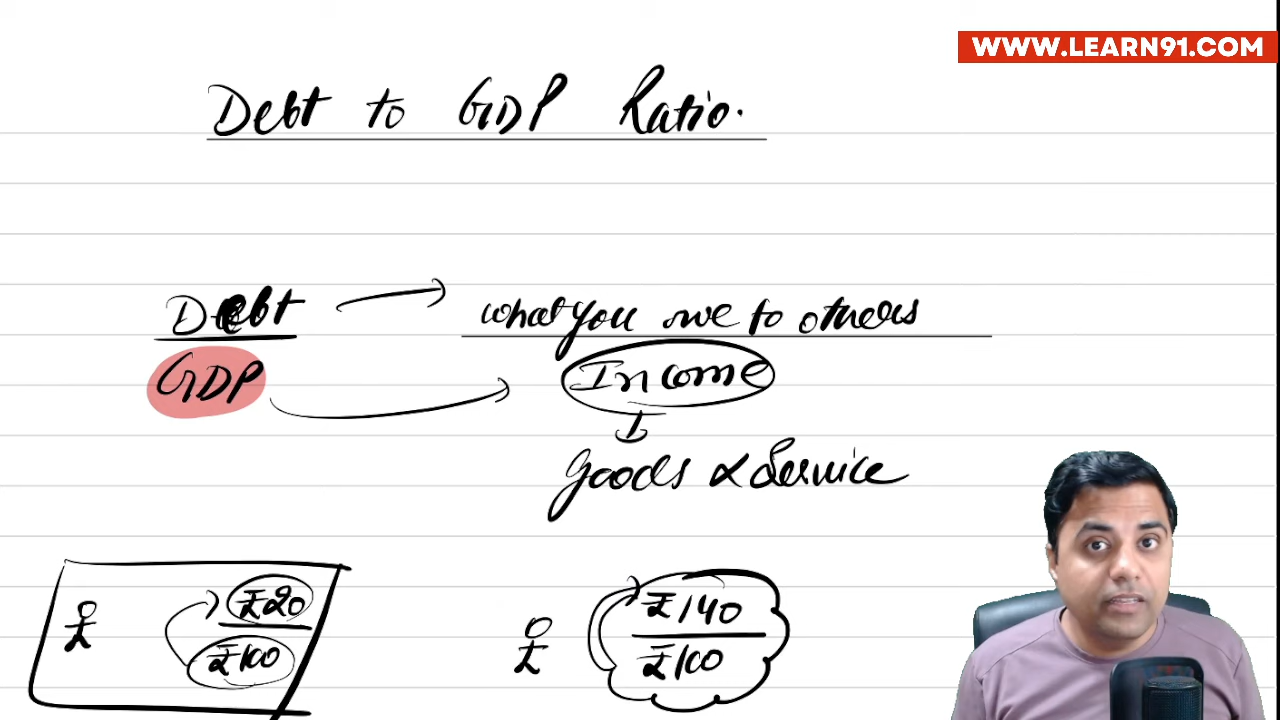 WWW.LEARN91.COM
Debt to GDP Ratio.
Debt
what you owe to others
GDP
Income
Goods & Service
₹20
₹100
₹140
₹100